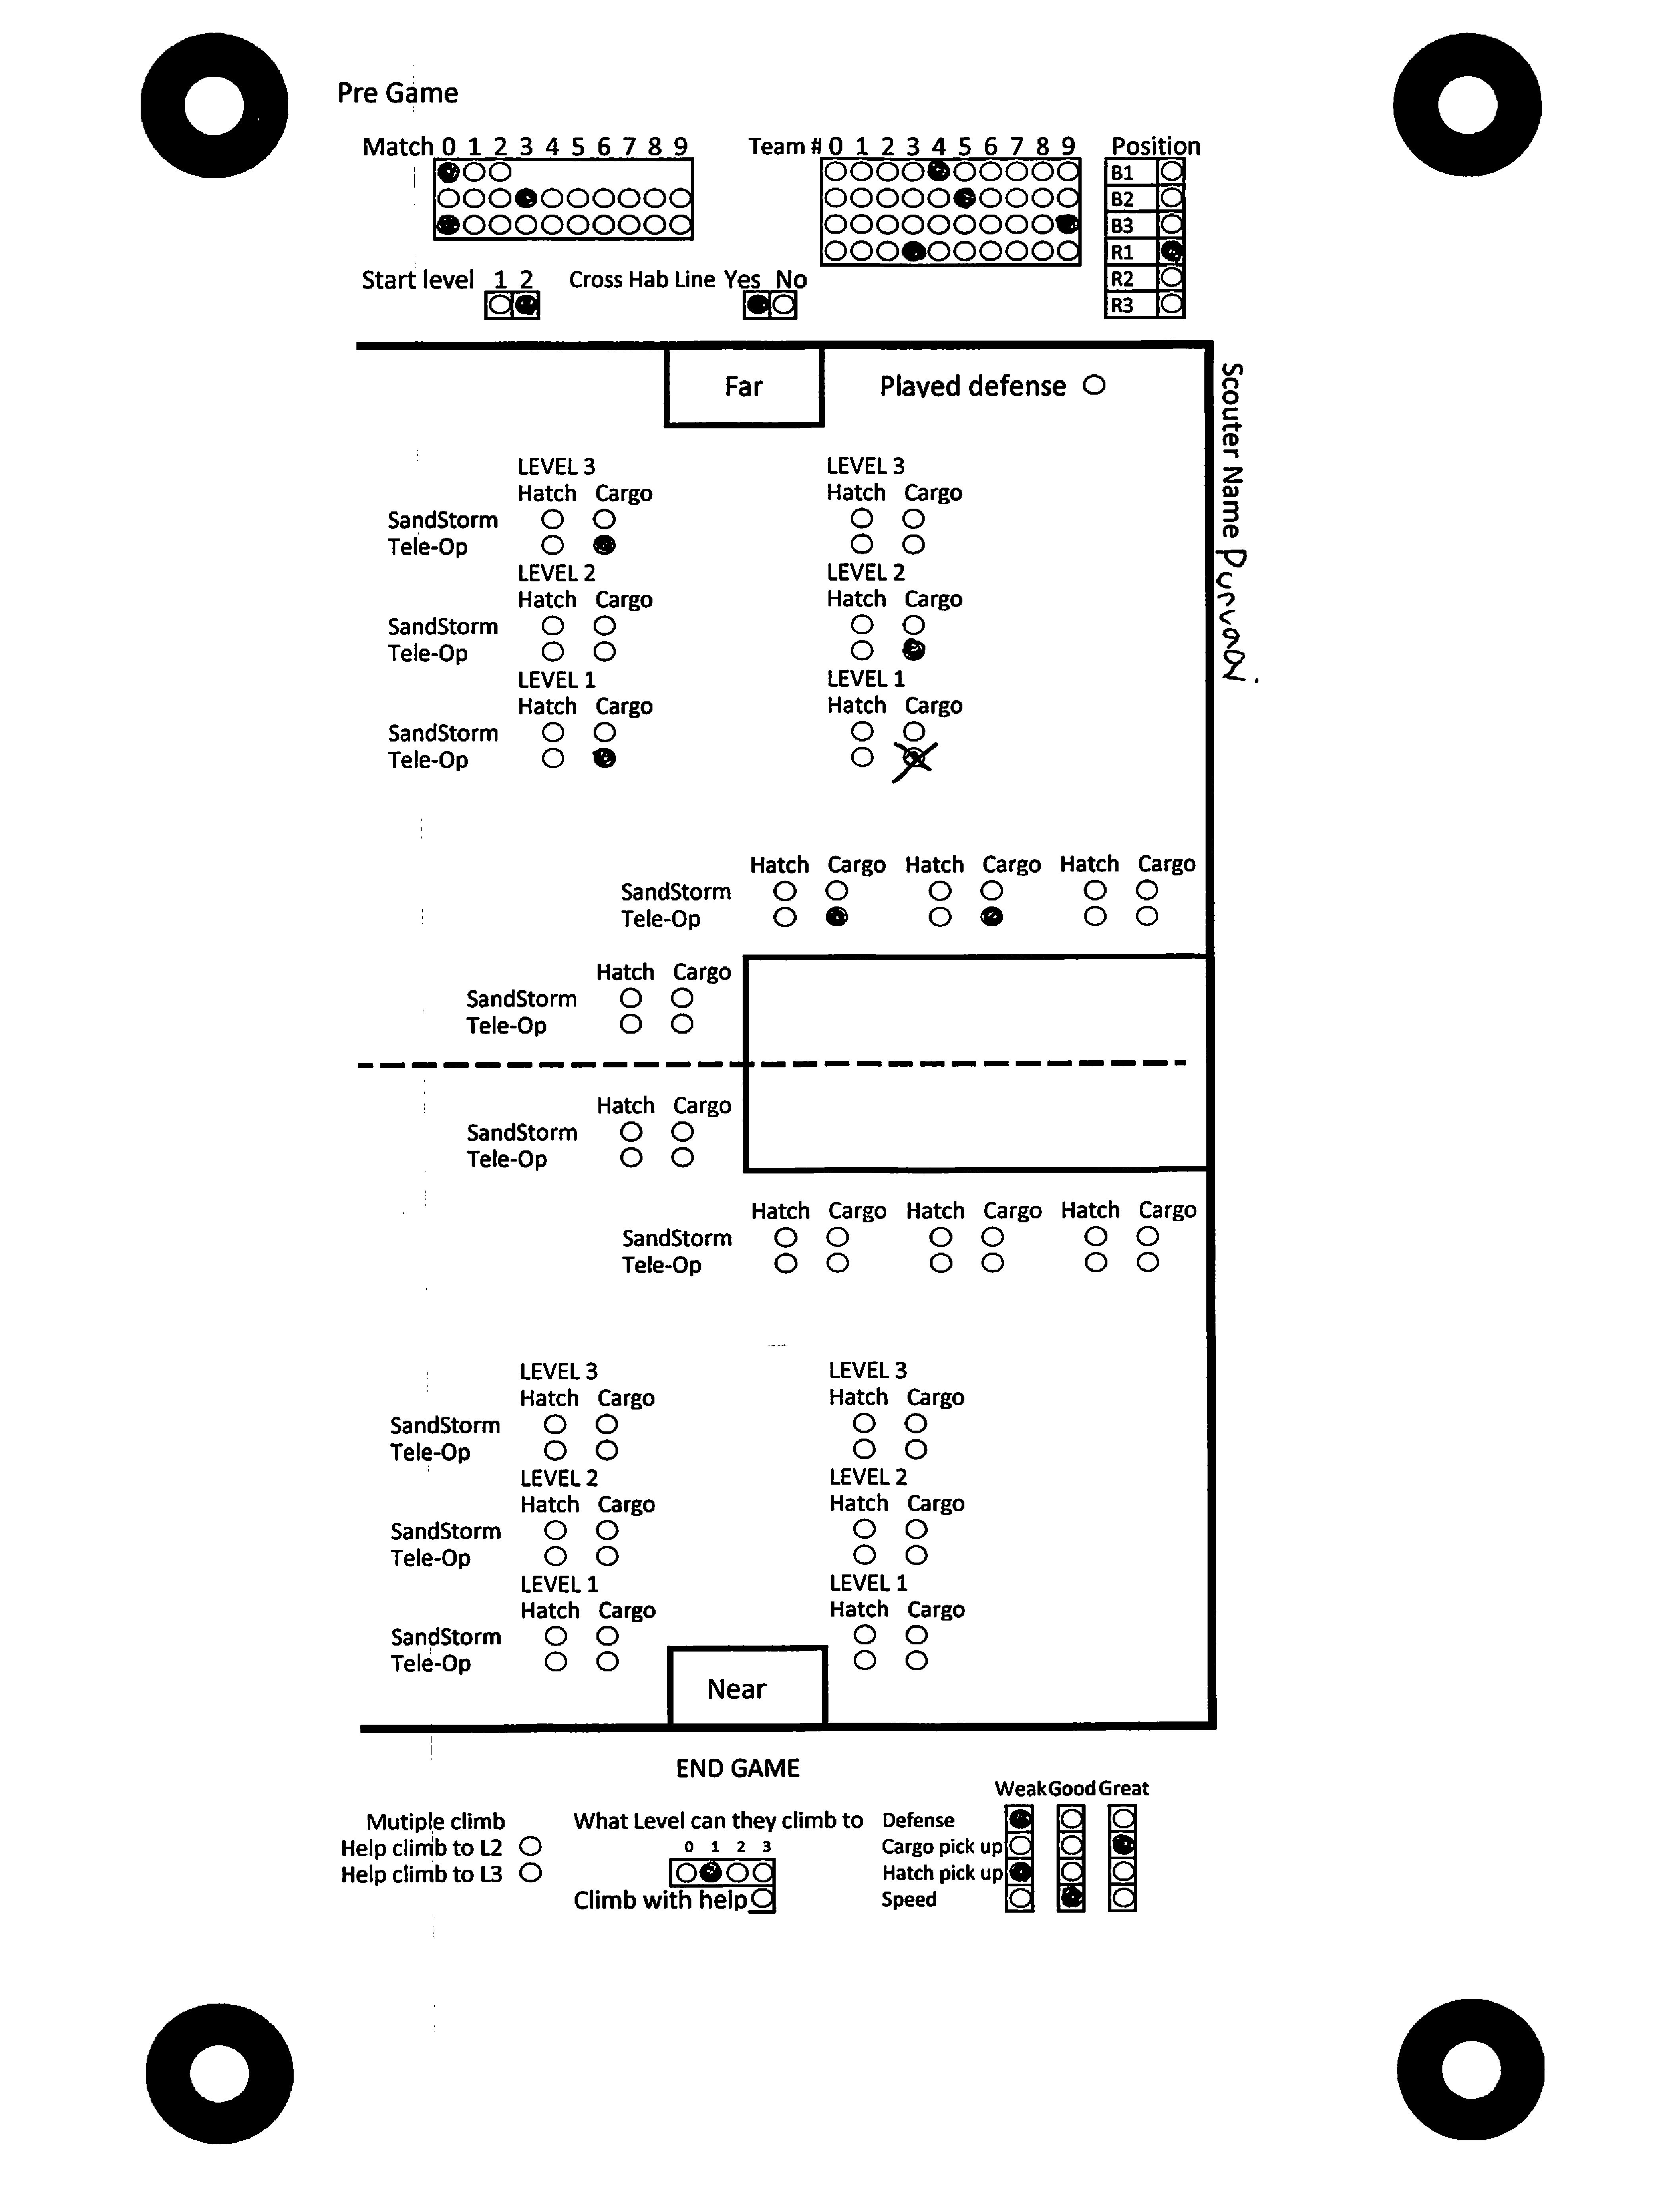 Pre Game
Match 0 1 2 3 4 5 6 7 8 9
Team # 0 1 2 3 4 5 6 7 8 9
Position
B1
B2
B3
R1
R2
R3
Start level 1 2
Cross Hab Line Yes No
Far
Played defense
Scouter Name
LEVEL 3 LEVEL 3
Hatch Cargo Hatch Cargo
SandStorm
Tele-Op
LEVEL 2 LEVEL 2
Hatch Cargo Hatch Cargo
SandStorm
Tele-Op
LEVEL 1 LEVEL 1
Hatch Cargo Hatch Cargo
SandStorm
Tele-Op
Hatch Cargo Hatch Cargo Hatch Cargo
SandStorm
Tele-Op
Hatch Cargo
SandStorm
Tele-Op
Hatch Cargo
SandStorm
Tele-Op
Hatch Cargo Hatch Cargo Hatch Cargo
SandStorm
Tele-Op
LEVEL 3 LEVEL 3
Hatch Cargo Hatch Cargo
SandStorm
Tele-Op
LEVEL 2 LEVEL 2
Hatch Cargo Hatch Cargo
SandStorm
Tele-Op
LEVEL 1 LEVEL 1
Hatch Cargo Hatch Cargo
SandStorm
Tele-Op
Near
END GAME
Mutiple climb
Help climb to L2
Help climb to L3
What Level can they climb to
0 1 2 3
Climb with help
Weak Good Great
Defense
Cargo pick up
Hatch pick up
Speed